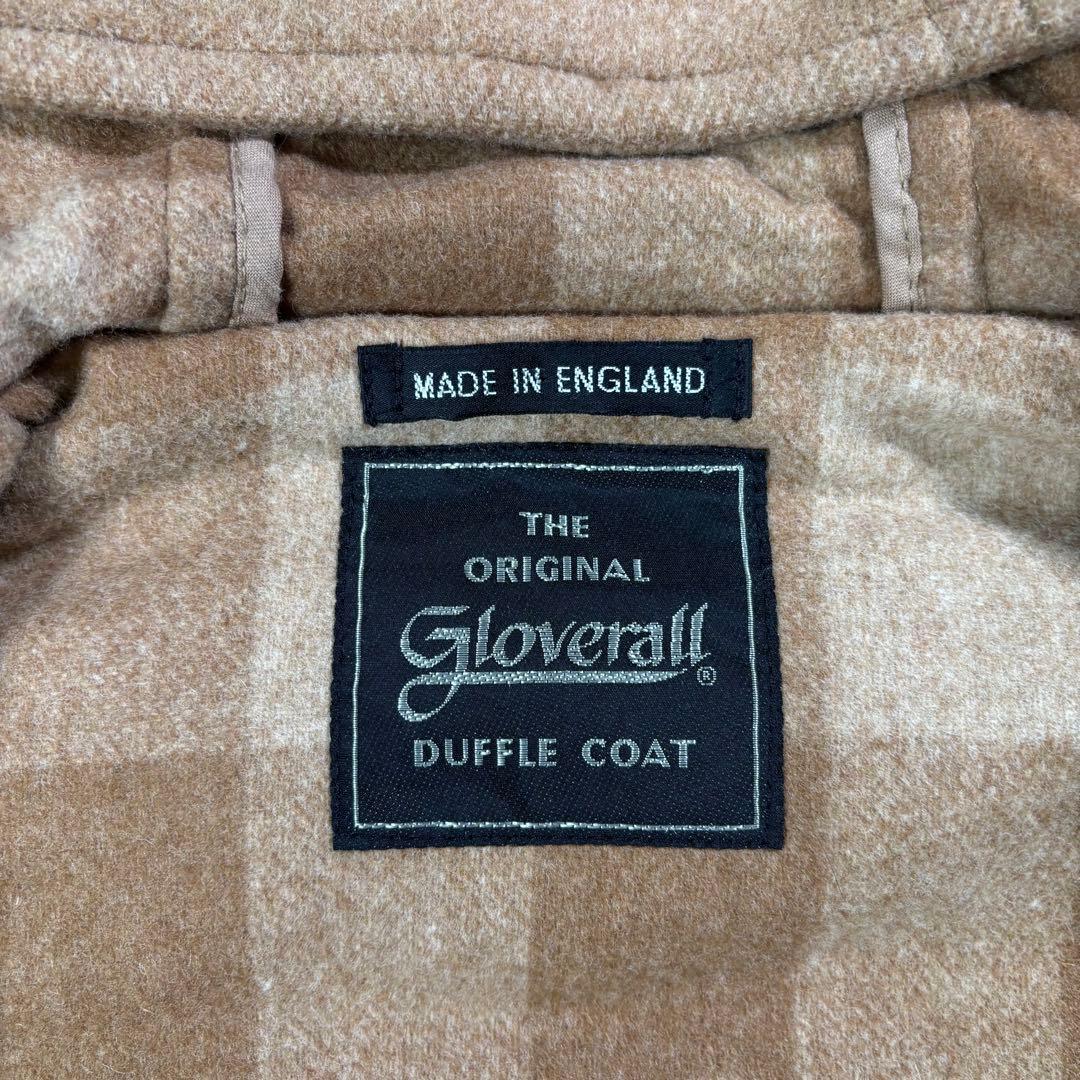 MADE IN ENGLAND
THE
ORIGINAL
Gloverall®
DUFFLE COAT